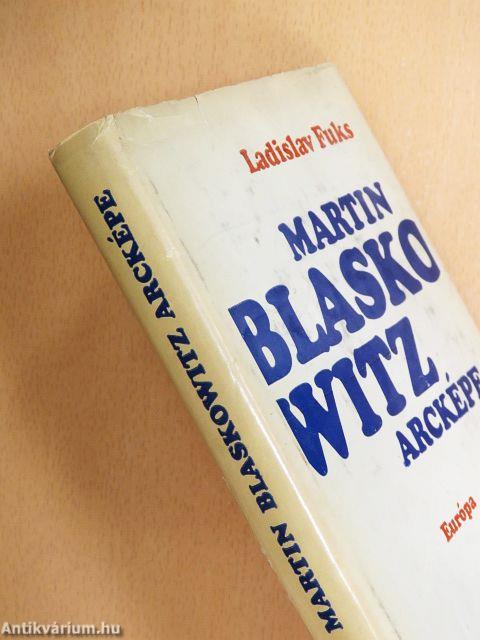 Ladislav Fuks
MARTIN
BLASKO
WITZ
ARCKÉPE
Európa
MARTIN BLASKOWITZ ARCKÉPE
Antikvárium.hu